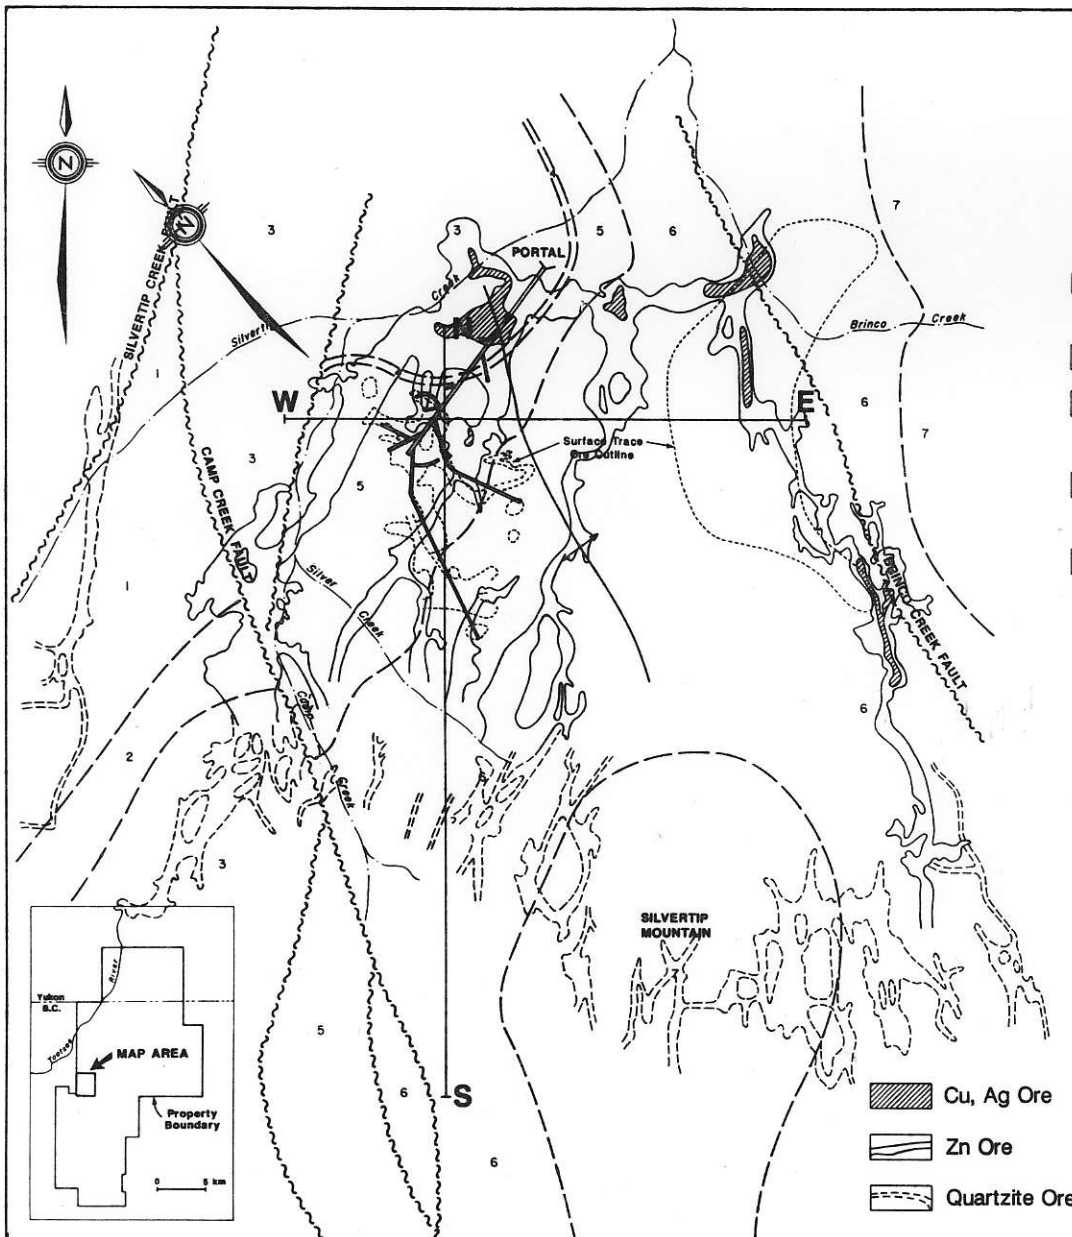 N
N
SILVERTIP CREEK FAULT
3
3
PORTAL
5
6
7
Creek
Silvertip
Brinco Creek
N
1
W
E
6
7
3
5
Surface Trace
Ore Outline
CAMP CREEK FAULT
1
Silver
Creek
BRINCO CREEK FAULT
6
2
Camp
Creek
6
3
SILVERTIP
MOUNTAIN
River
Yukon
B.C.
MAP AREA
5
Property
Boundary
0 5 km
6
S
6
Cu, Ag Ore
Zn Ore
Quartzite Ore